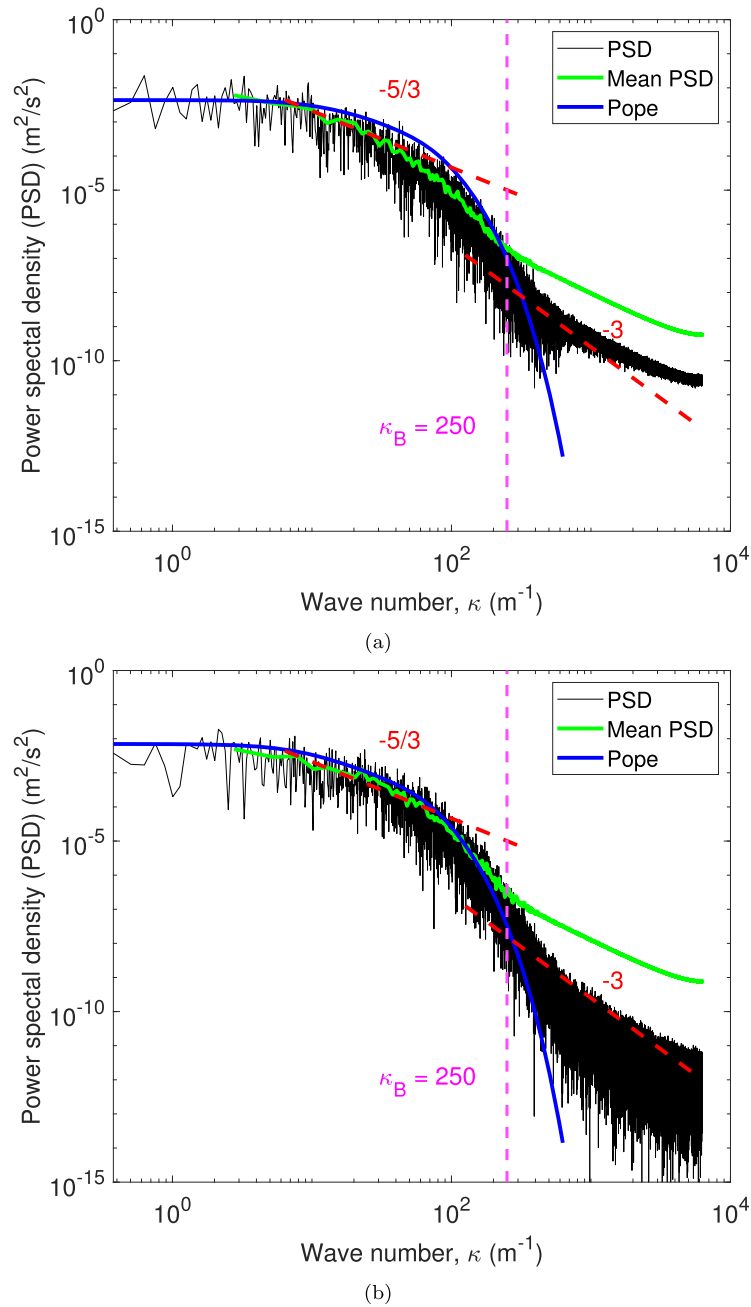 10^0
10^-5
10^-10
10^-15
Power spectal density (PSD) (m^2/s^2)
PSD
Mean PSD
Pope
-5/3
-3
κ_B = 250
10^0
10^2
10^4
Wave number, κ (m^-1)
(a)
10^0
10^-5
10^-10
10^-15
Power spectal density (PSD) (m^2/s^2)
PSD
Mean PSD
Pope
-5/3
-3
κ_B = 250
10^0
10^2
10^4
Wave number, κ (m^-1)
(b)